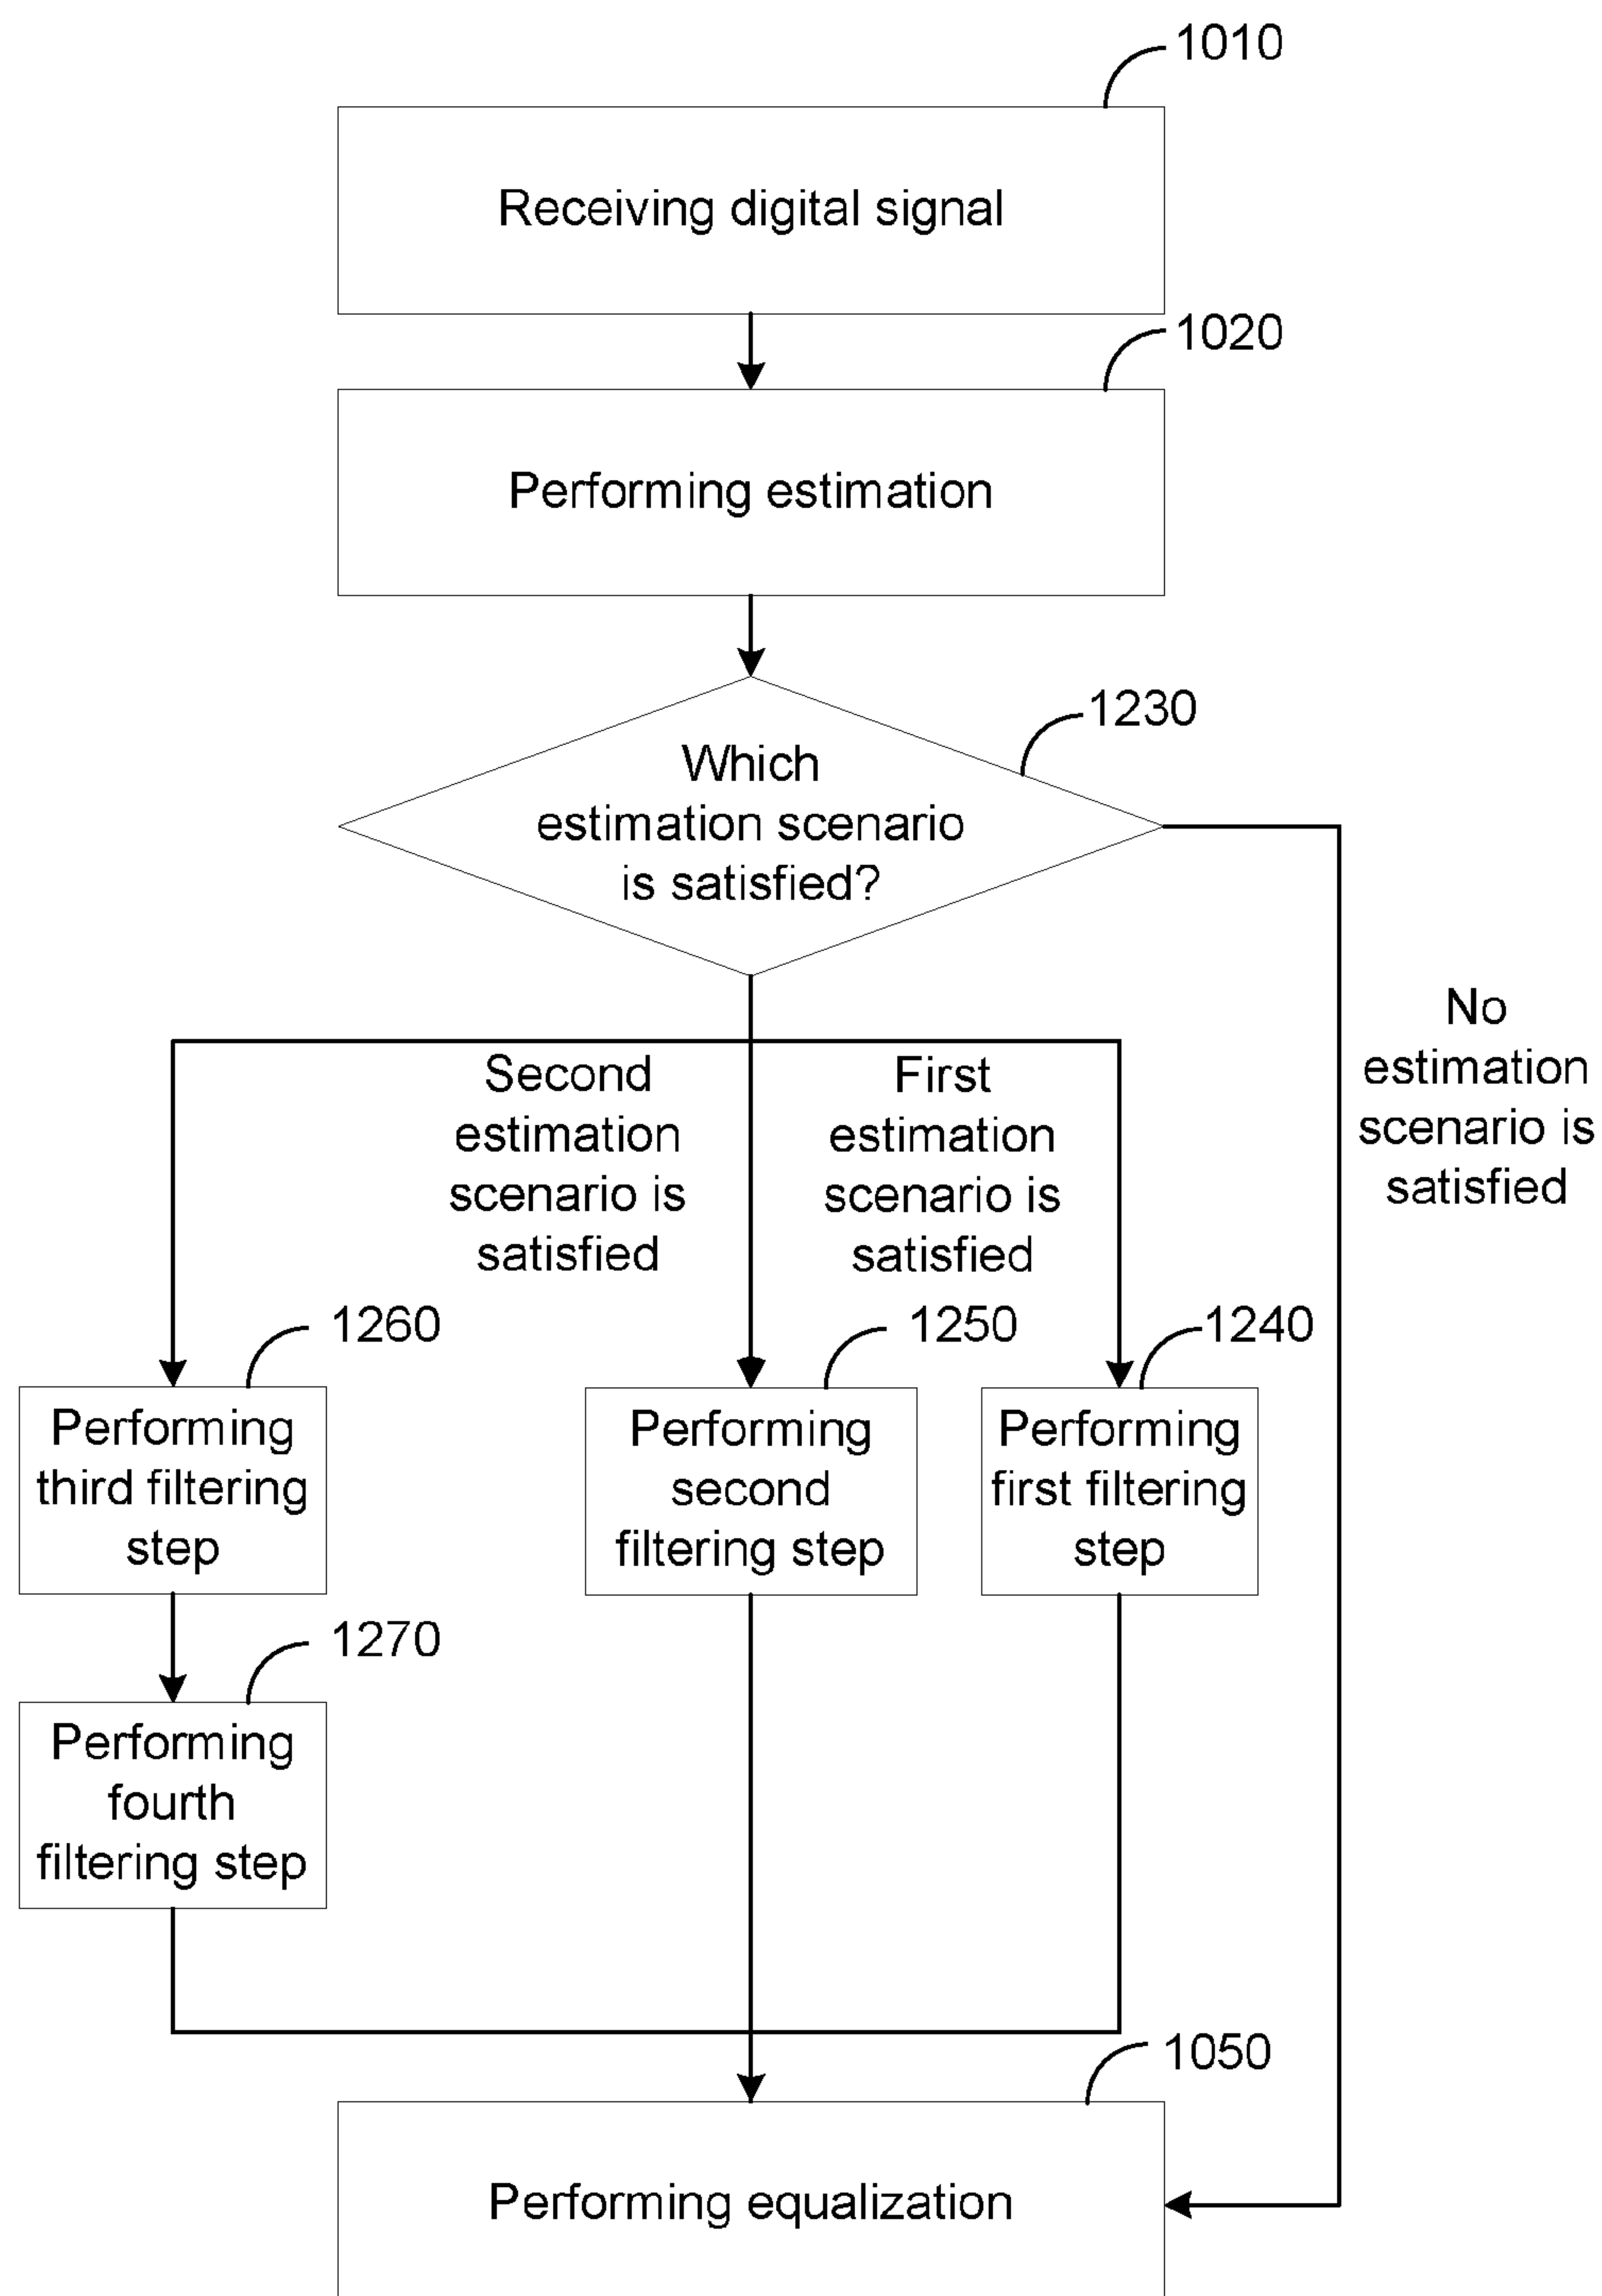 1010
Receiving digital signal
1020
Performing estimation
1230
Which
estimation scenario
is satisfied?
No
estimation
scenario is
satisfied
Second
estimation
scenario is
satisfied
First
estimation
scenario is
satisfied
1260
Performing
third filtering
step
1250
Performing
second
filtering step
1240
Performing
first filtering
step
1270
Performing
fourth
filtering step
1050
Performing equalization